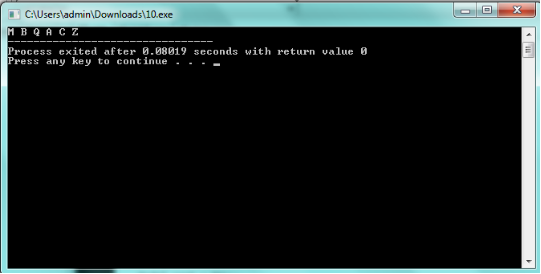 C:\Users\admin\Downloads\10.exe
M B Q A C Z
--------------------------------
Process exited after 0.08019 seconds with return value 0
Press any key to continue . . . _